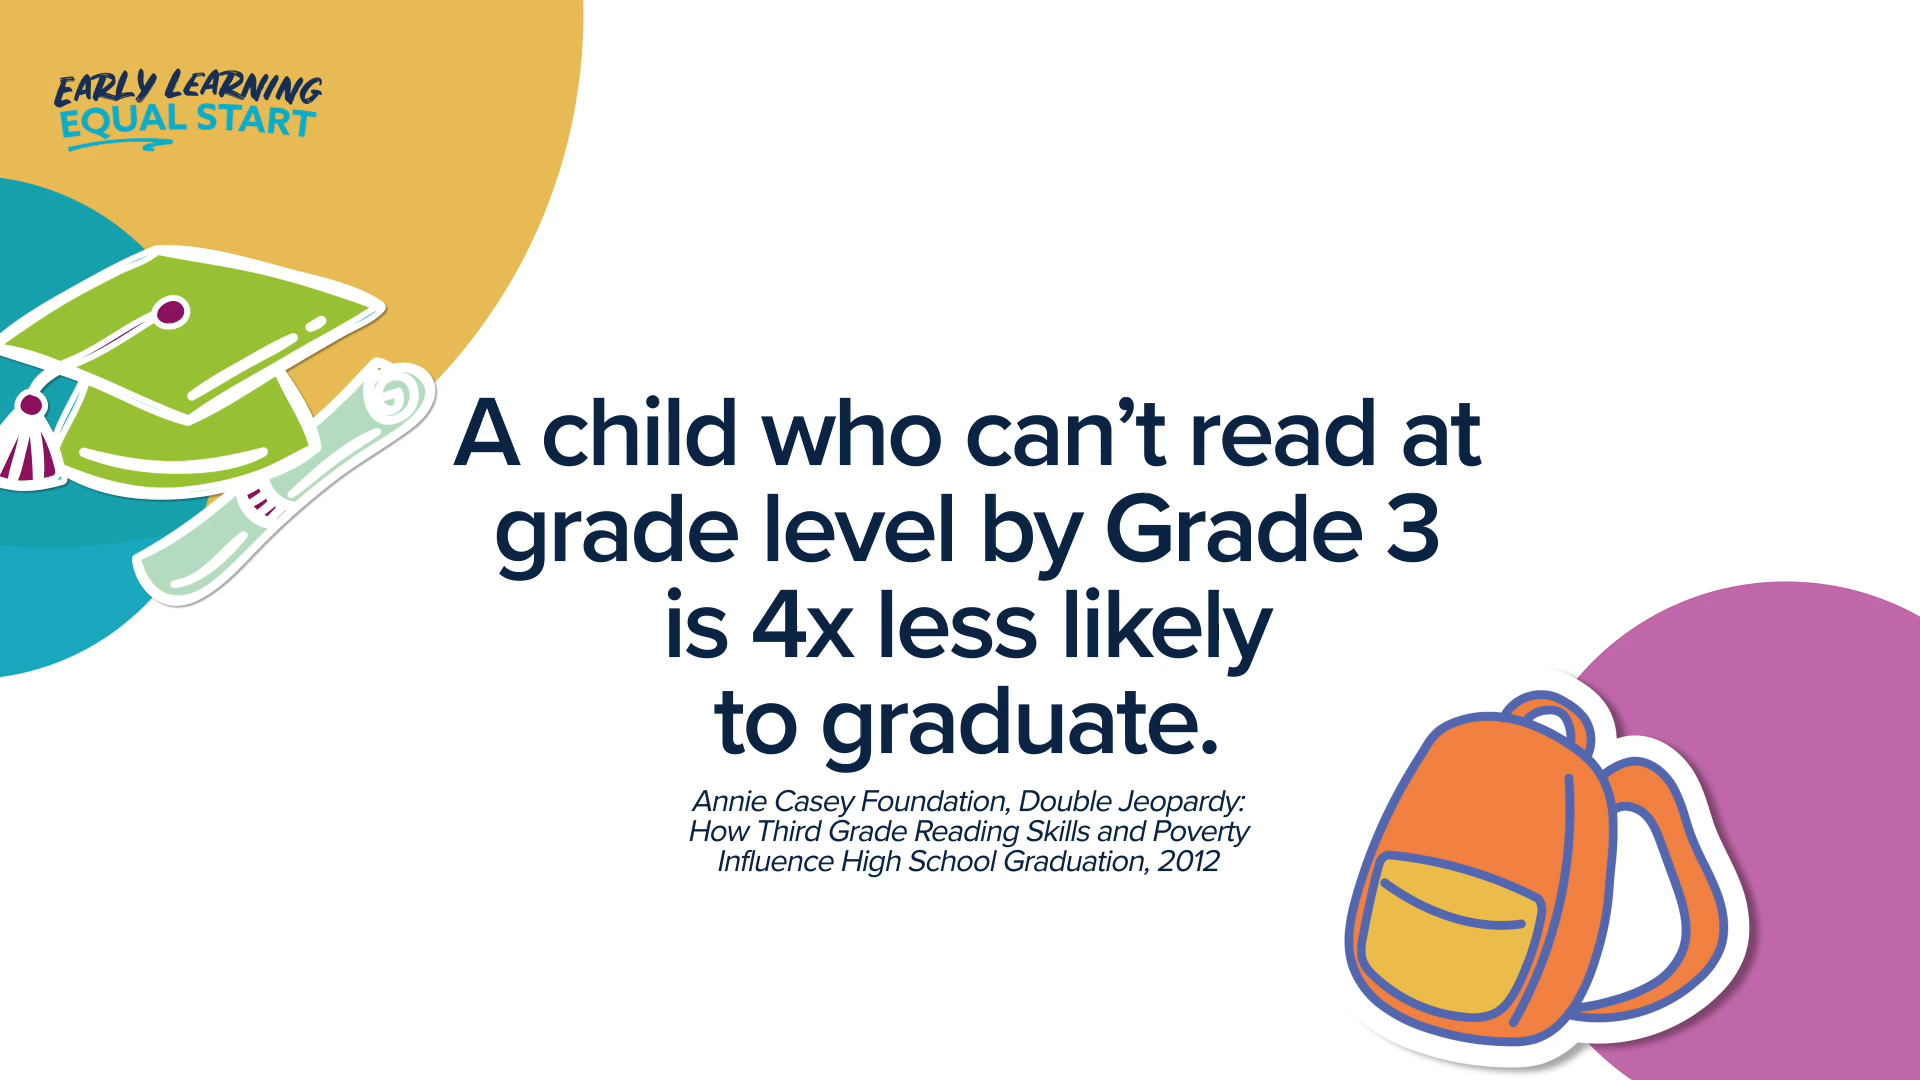 EARLY LEARNING
EQUAL START
A child who can’t read at
grade level by Grade 3
is 4x less likely
to graduate.
Annie Casey Foundation, Double Jeopardy:
How Third Grade Reading Skills and Poverty
Influence High School Graduation, 2012